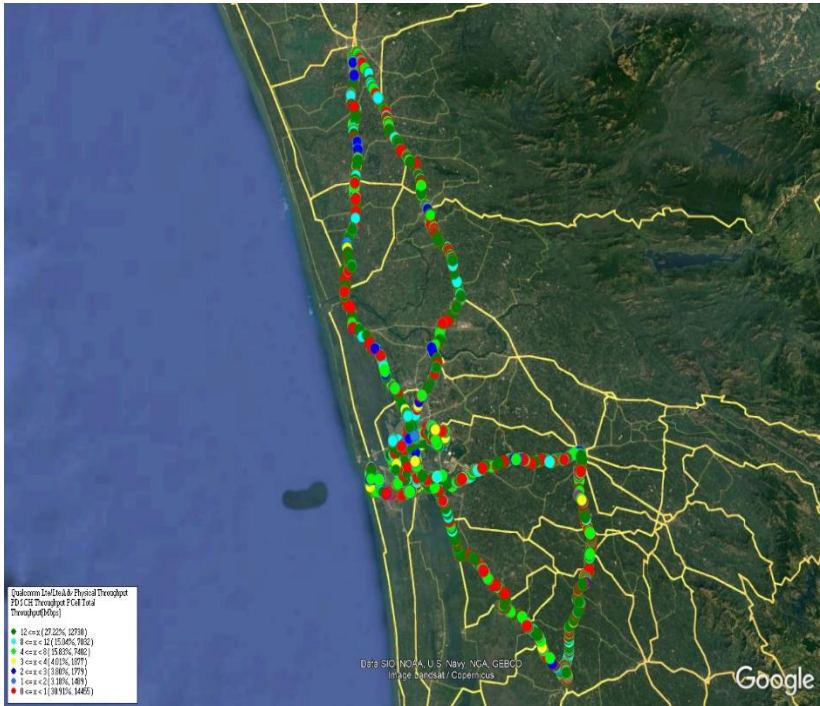 Qualcomm Lte/LteAdv Physical Throughput
PDSCH Throughput PCell Total
Throughput[Mbps]
12 <= x (27.22%, 12730)
8 <= x < 12 (15.04%, 7032)
4 <= x < 8 (15.83%, 7402)
3 <= x < 4 (4.01%, 1877)
2 <= x < 3 (3.80%, 1779)
1 <= x < 2 (3.18%, 1489)
0 <= x < 1 (30.91%, 14455)
Data SIO, NOAA, U.S. Navy, NGA, GEBCO
Image Landsat / Copernicus
Google